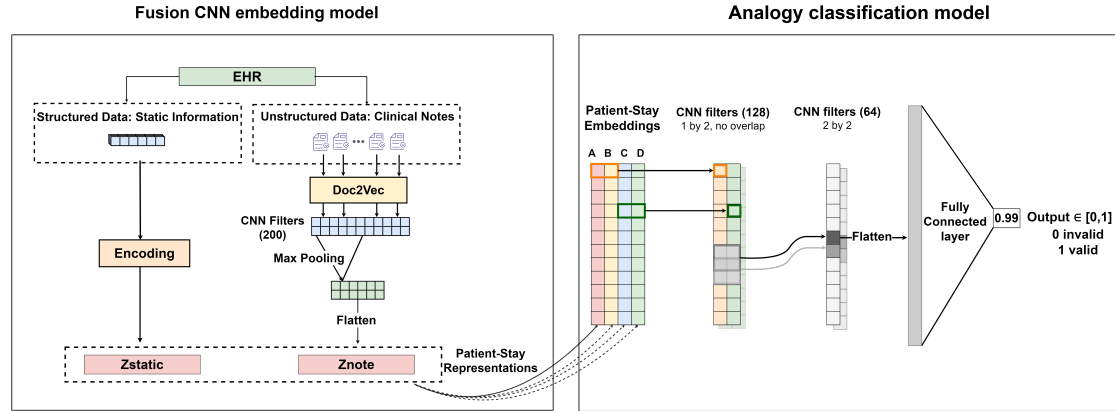 Fusion CNN embedding model
EHR
Structured Data: Static Information
Unstructured Data: Clinical Notes
Doc2Vec
CNN Filters
(200)
Max Pooling
Encoding
Flatten
Zstatic
Znote
Patient-Stay
Representations
Analogy classification model
Patient-Stay
Embeddings
A B C D
CNN filters (128)
1 by 2, no overlap
CNN filters (64)
2 by 2
Flatten
Fully
Connected
layer
0.99
Output ∈ [0,1]
0 invalid
1 valid